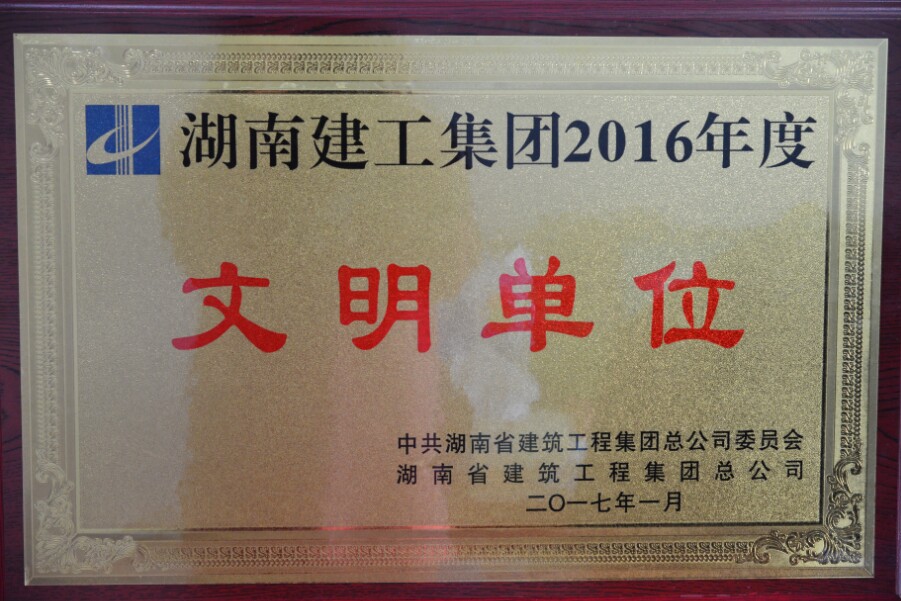 湖南建工集团2016年度
文明单位
中共湖南省建筑工程集团总公司委员会
湖南省建筑工程集团总公司
二〇一七年一月